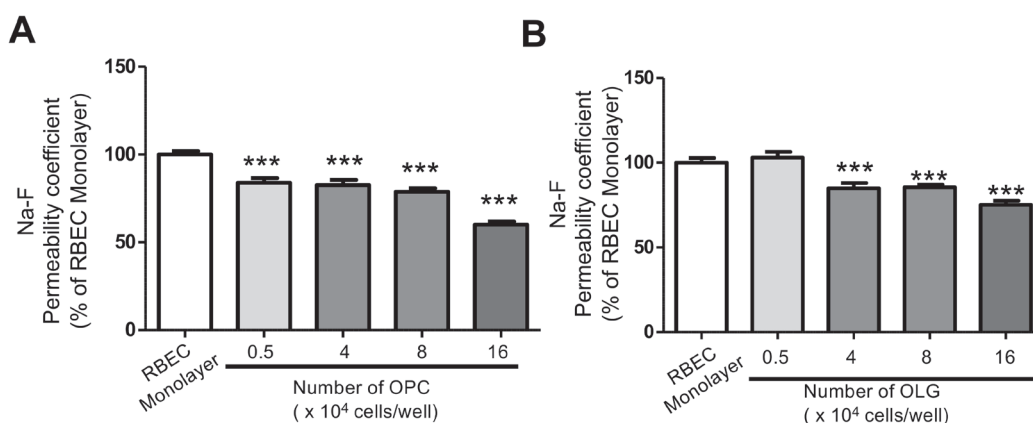 A
150
100
50
0
Na-F
Permeability coefficient
(% of RBEC Monolayer)
***
***
***
***
RBEC
Monolayer
0.5 4 8 16
Number of OPC
( x 10⁴ cells/well)
B
150
100
50
0
Na-F
Permeability coefficient
(% of RBEC Monolayer)
***
***
***
RBEC
Monolayer
0.5 4 8 16
Number of OLG
( x 10⁴ cells/well)